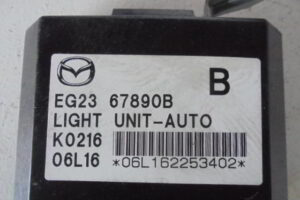 B
EG23 67890B
LIGHT UNIT-AUTO
K0216
06L16 *06L162253402*